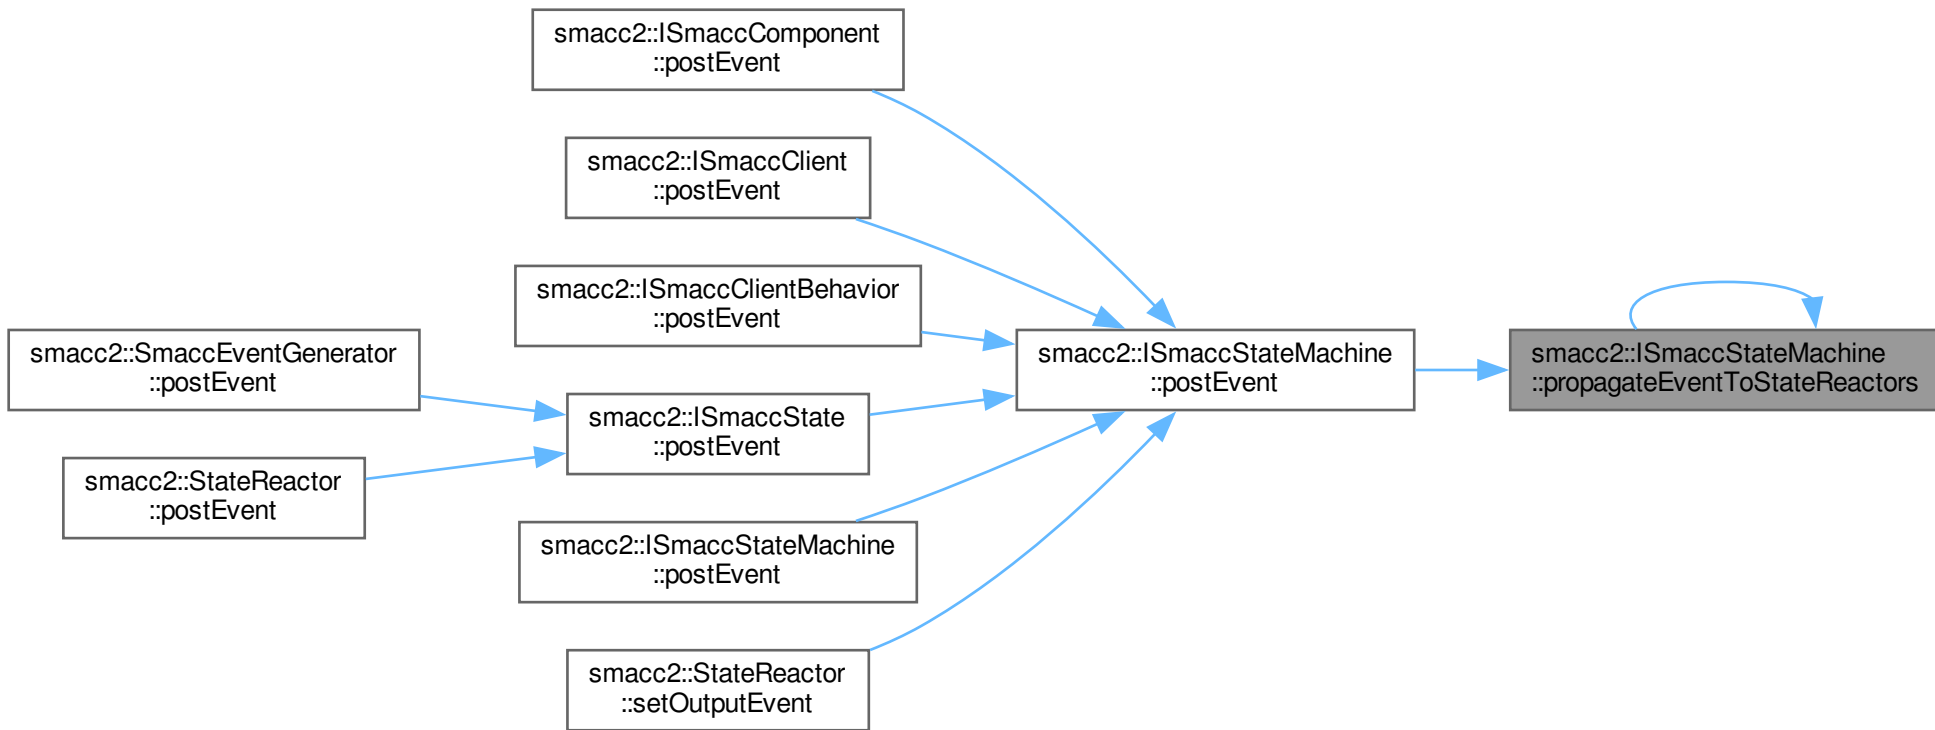 smacc2::ISmaccComponent
::postEvent
smacc2::ISmaccClient
::postEvent
smacc2::ISmaccClientBehavior
::postEvent
smacc2::SmaccEventGenerator
::postEvent
smacc2::ISmaccStateMachine
::postEvent
smacc2::ISmaccStateMachine
::propagateEventToStateReactors
smacc2::ISmaccState
::postEvent
smacc2::StateReactor
::postEvent
smacc2::ISmaccStateMachine
::postEvent
smacc2::StateReactor
::setOutputEvent